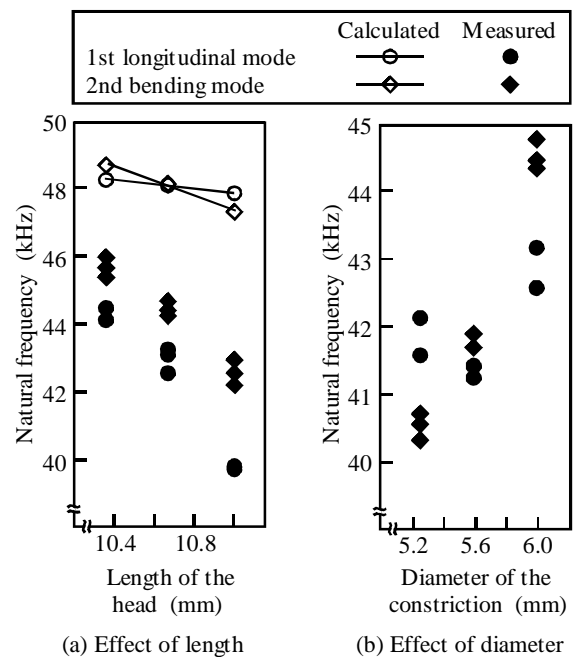 Calculated Measured
1st longitudinal mode
2nd bending mode
50
48
46
44
42
40
Natural frequency (kHz)
10.4 10.8
Length of the
head (mm)
(a) Effect of length
45
44
43
42
41
40
Natural frequency (kHz)
5.2 5.6 6.0
Diameter of the
constriction (mm)
(b) Effect of diameter